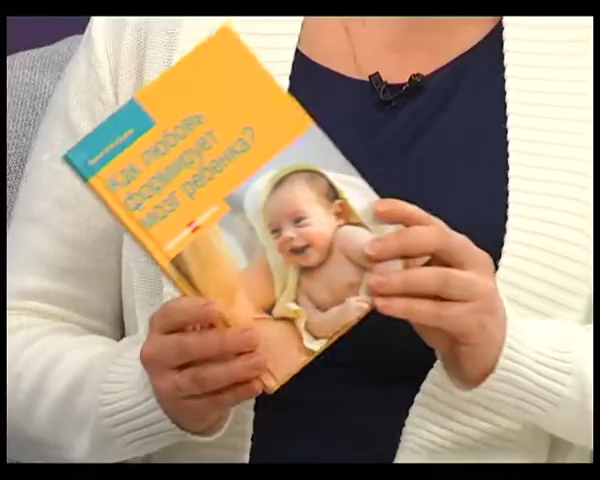 Как любовь
формирует
мозг ребенка?